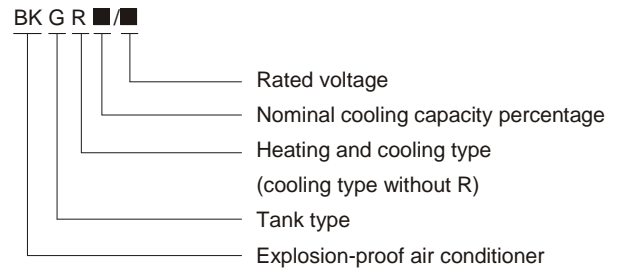 BK G R ■/■
Rated voltage
Nominal cooling capacity percentage
Heating and cooling type
(cooling type without R)
Tank type
Explosion-proof air conditioner